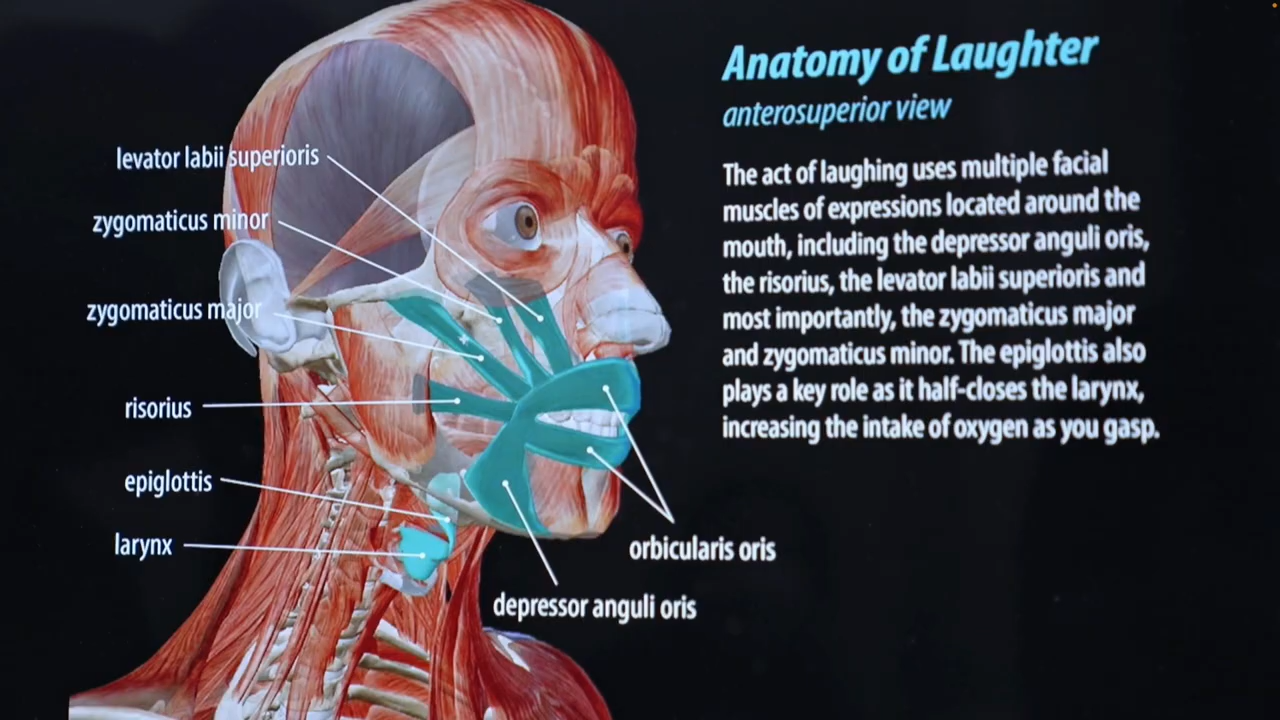 Anatomy of Laughter
anterosuperior view
The act of laughing uses multiple facial
muscles of expressions located around the
mouth, including the depressor anguli oris,
the risorius, the levator labii superioris and
most importantly, the zygomaticus major
and zygomaticus minor. The epiglottis also
plays a key role as it half-closes the larynx,
increasing the intake of oxygen as you gasp.
levator labii superioris
zygomaticus minor
zygomaticus major
risorius
epiglottis
larynx
orbicularis oris
depressor anguli oris